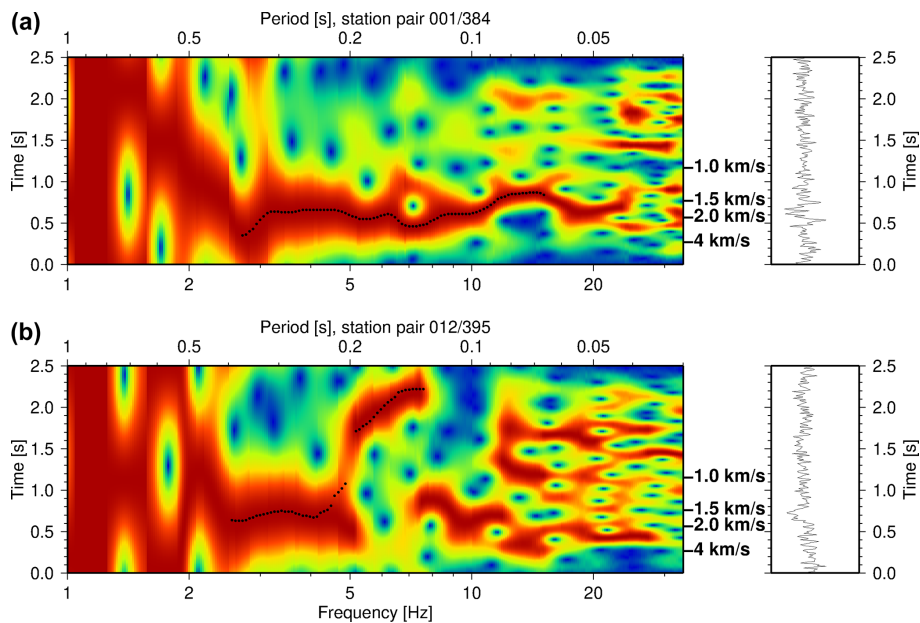 (a)
Period [s], station pair 001/384
1 0.5 0.2 0.1 0.05
2.5 2.5
2.0 2.0
1.5 1.5
1.0 km/s
1.0 1.0
1.5 km/s
2.0 km/s
0.5 0.5
4 km/s
0.0 0.0
Time [s] Time [s]
1 2 5 10 20
(b)
Period [s], station pair 012/395
1 0.5 0.2 0.1 0.05
2.5 2.5
2.0 2.0
1.5 1.5
1.0 km/s
1.0 1.0
1.5 km/s
2.0 km/s
0.5 0.5
4 km/s
0.0 0.0
Time [s] Time [s]
1 2 5 10 20
Frequency [Hz]